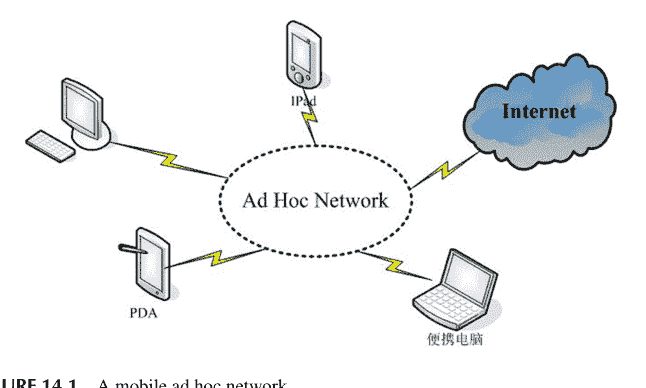 IPad
Internet
Ad Hoc Network
PDA
便携电脑
URE 14.1 A mobile ad hoc network